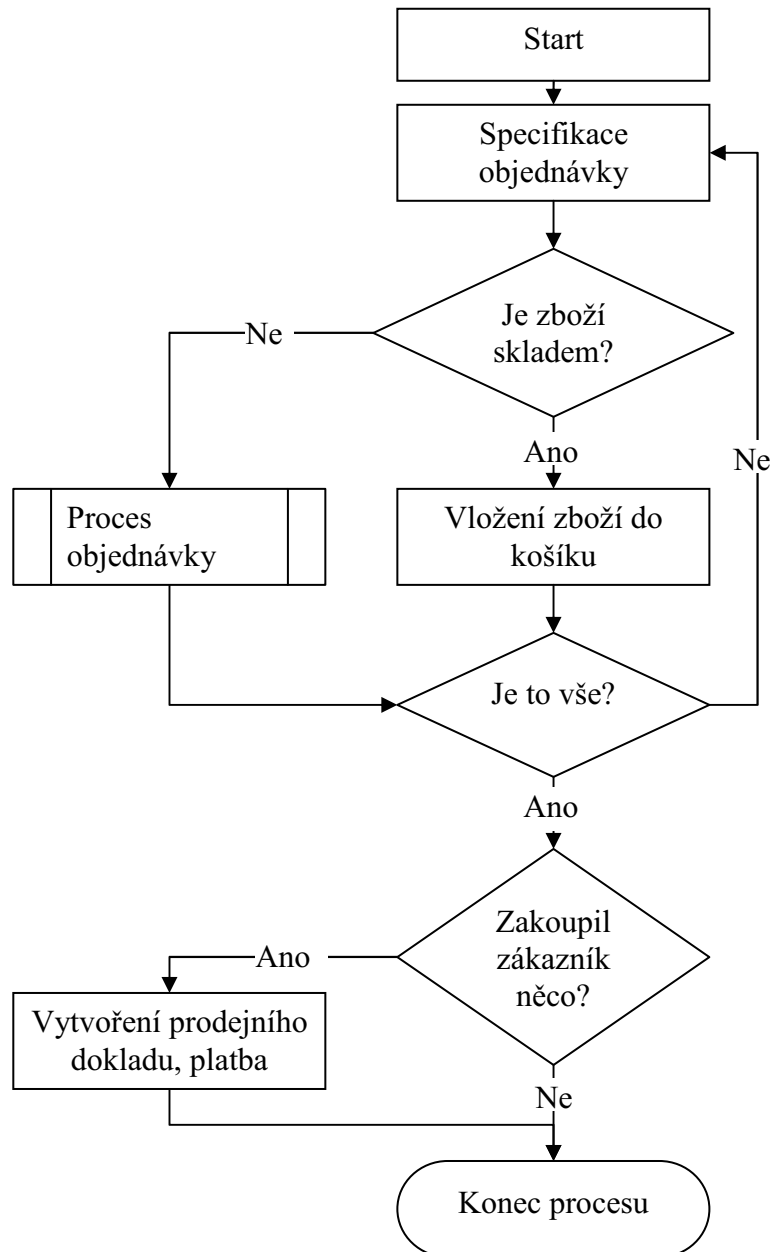 Start
Specifikace
objednávky
Je zboží
skladem?
Ne
Ano
Ne
Proces
objednávky
Vložení zboží do
košíku
Je to vše?
Ano
Zakoupil
zákazník
něco?
Ano
Vytvoření prodejního
dokladu, platba
Ne
Konec procesu